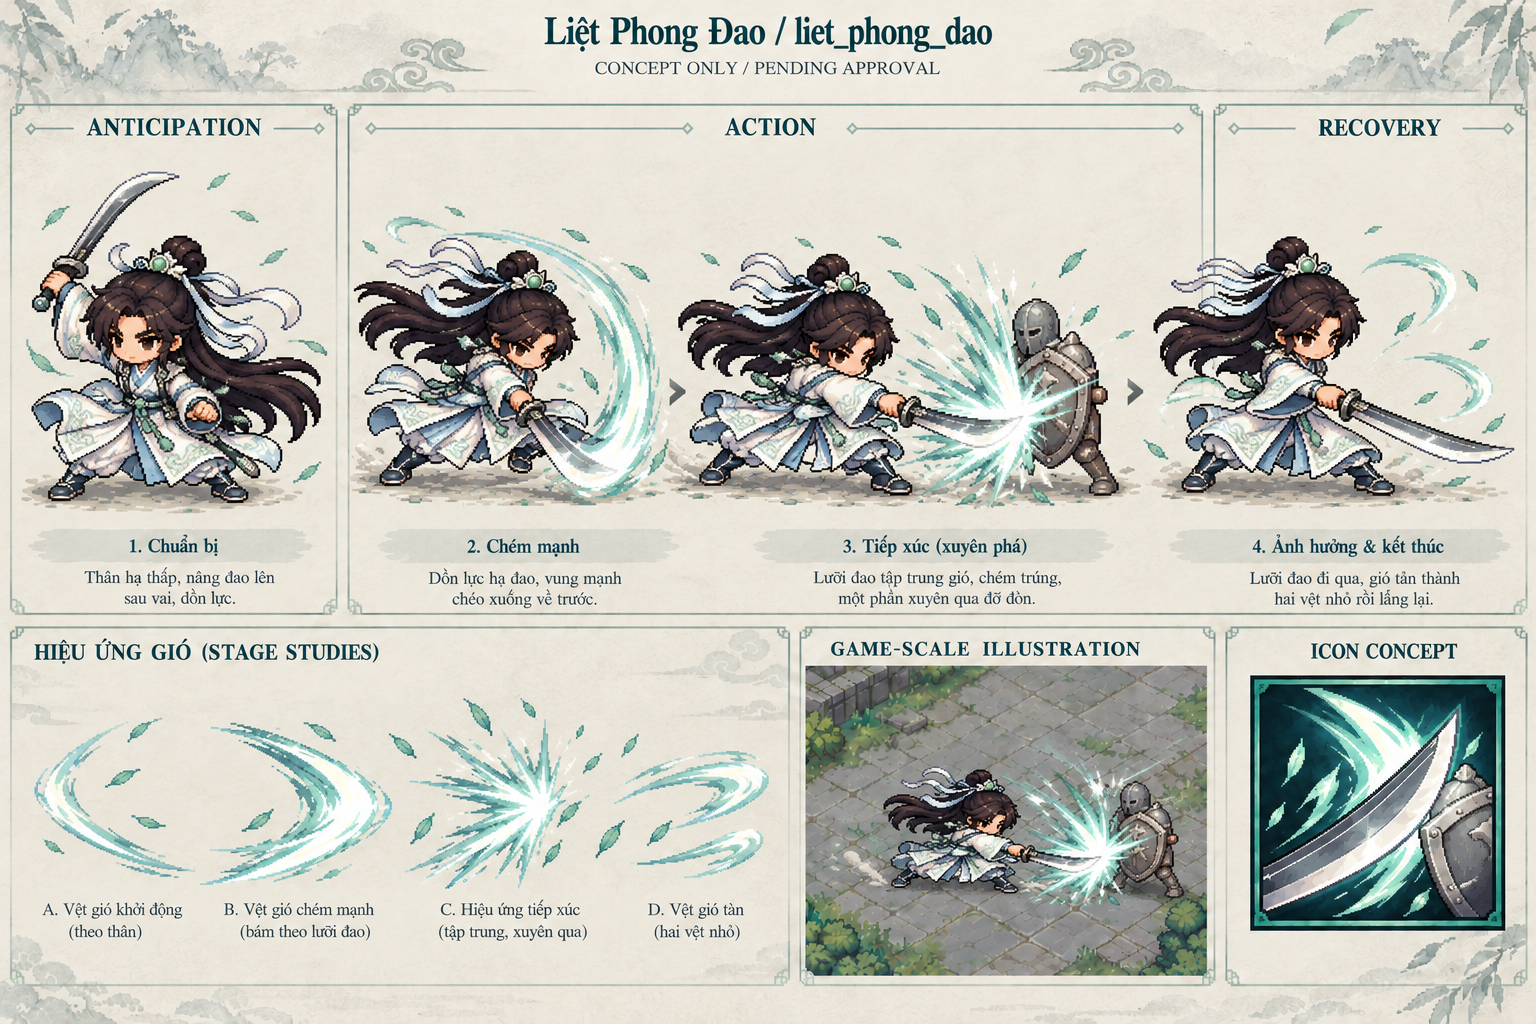 Liệt Phong Đao / liet_phong_dao
CONCEPT ONLY / PENDING APPROVAL
ANTICIPATION
ACTION
RECOVERY
1. Chuẩn bị
Thân hạ thấp, nâng đao lên
sau vai, dồn lực.
2. Chém mạnh
Dồn lực hạ đao, vung mạnh
chéo xuống về trước.
3. Tiếp xúc (xuyên phá)
Lưỡi đao tập trung gió, chém trúng,
một phần xuyên qua đỡ đòn.
4. Ảnh hưởng & kết thúc
Lưỡi đao đi qua, gió tản thành
hai vệt nhỏ rồi lắng lại.
HIỆU ỨNG GIÓ (STAGE STUDIES)
A. Vệt gió khởi động
(theo thân)
B. Vệt gió chém mạnh
(bám theo lưỡi đao)
C. Hiệu ứng tiếp xúc
(tập trung, xuyên qua)
D. Vệt gió tàn
(hai vệt nhỏ)
GAME-SCALE ILLUSTRATION
ICON CONCEPT